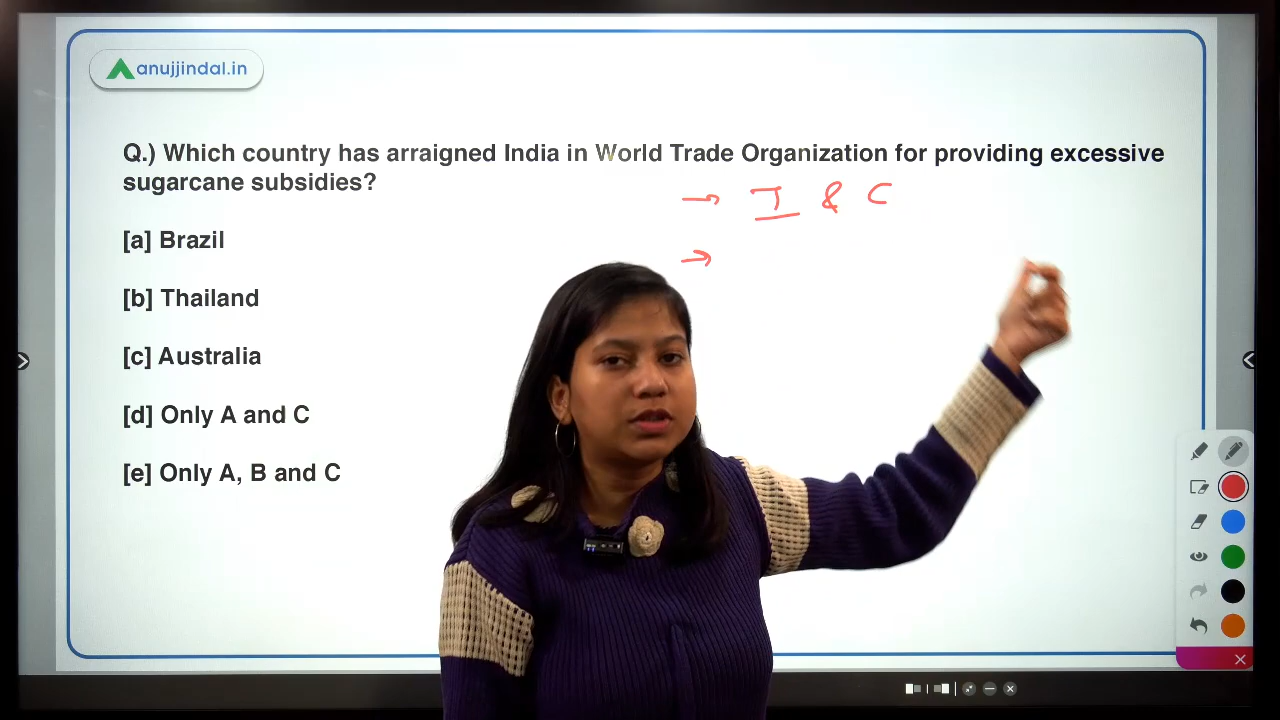 anujjindal.in
Q.) Which country has arraigned India in World Trade Organization for providing excessive
sugarcane subsidies?
→ I & C
[a] Brazil
→
[b] Thailand
[c] Australia
[d] Only A and C
[e] Only A, B and C